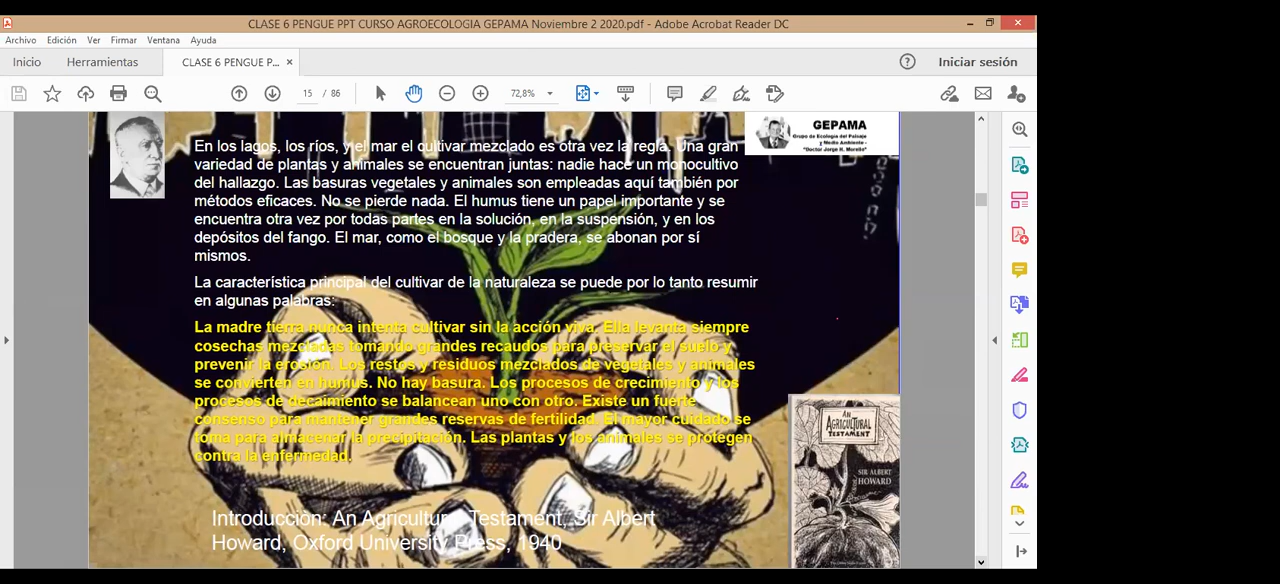 CLASE 6 PENGUE PPT CURSO AGROECOLOGIA GEPAMA Noviembre 2 2020.pdf - Adobe Acrobat Reader DC
Archivo Edición Ver Firmar Ventana Ayuda
Inicio Herramientas CLASE 6 PENGUE P... × Iniciar sesión
15 / 86 72,8%
GEPAMA
Grupo de Ecología del Paisaje
y Medio Ambiente -
"Doctor Jorge H. Morello"
En los lagos, los ríos, y el mar el cultivar mezclado es otra vez la regla. Una gran
variedad de plantas y animales se encuentran juntas: nadie hace un monocultivo
del hallazgo. Las basuras vegetales y animales son empleadas aquí también por
métodos eficaces. No se pierde nada. El humus tiene un papel importante y se
encuentra otra vez por todas partes en la solución, en la suspensión, y en los
depósitos del fango. El mar, como el bosque y la pradera, se abonan por sí
mismos.
La característica principal del cultivar de la naturaleza se puede por lo tanto resumir
en algunas palabras:
La madre tierra nunca intenta cultivar sin la acción viva. Ella levanta siempre
cosechas mezcladas tomando grandes recaudos para preservar el suelo y
prevenir la erosión. Los restos y residuos mezclados de vegetales y animales
se convierten en humus. No hay basura. Los procesos de crecimiento y los
procesos de decaimiento se balancean uno con otro. Existe un fuerte
consenso para mantener grandes reservas de fertilidad. El mayor cuidado se
toma para almacenar la precipitación. Las plantas y los animales se protegen
contra la enfermedad.
AN
AGRICULTURAL
TESTAMENT
SIR ALBERT
HOWARD
Introducciòn: An Agricultural Testament, Sir Albert
Howard, Oxford University Press, 1940